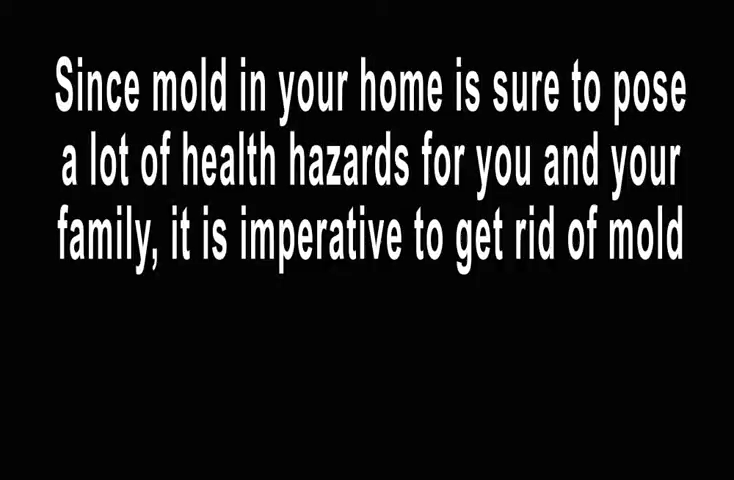 Since mold in your home is sure to pose
a lot of health hazards for you and your
family, it is imperative to get rid of mold